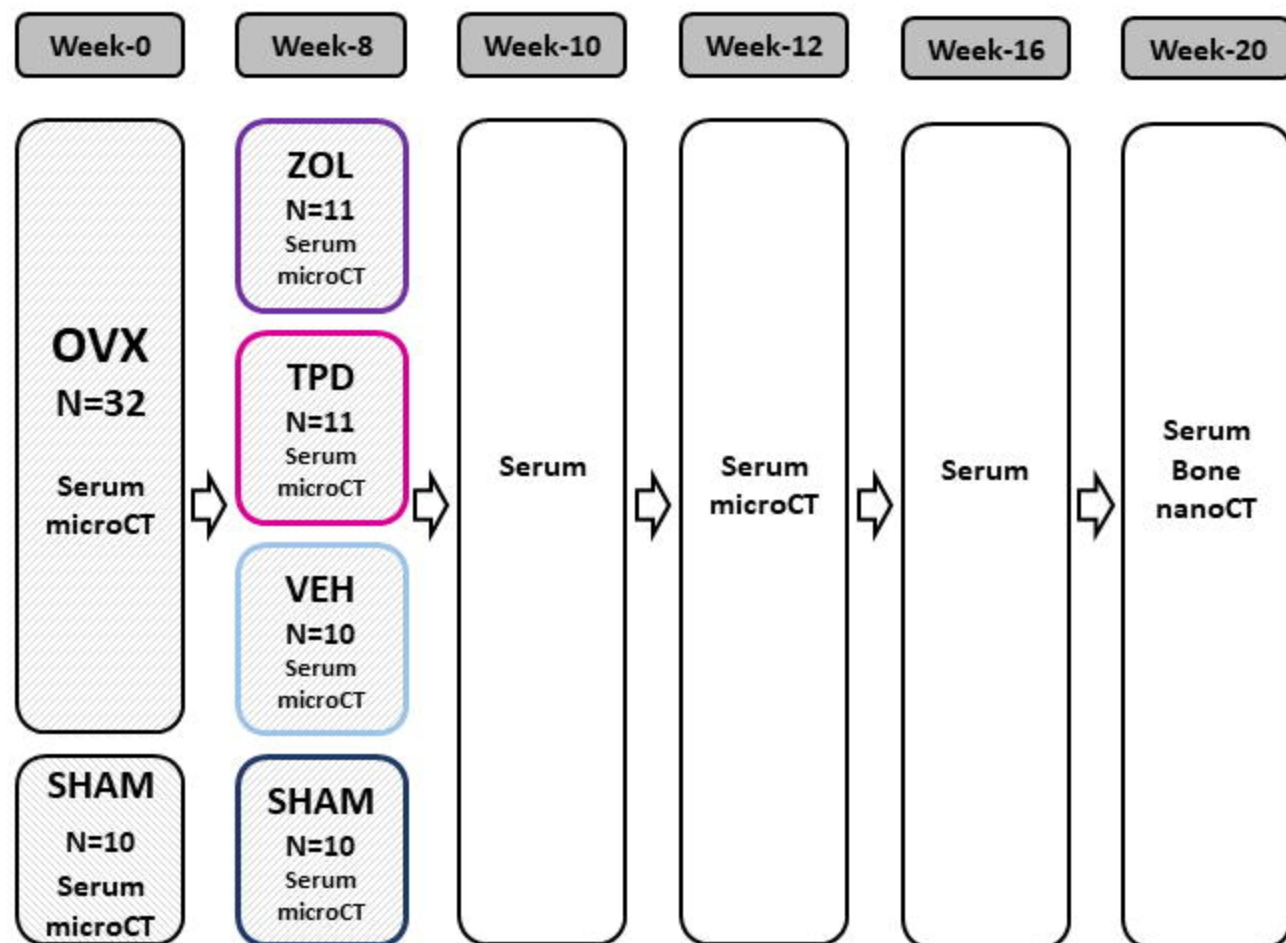 Week-0
Week-8
Week-10
Week-12
Week-16
Week-20
OVX
N=32
Serum
microCT
SHAM
N=10
Serum
microCT
ZOL
N=11
Serum
microCT
TPD
N=11
Serum
microCT
VEH
N=10
Serum
microCT
SHAM
N=10
Serum
microCT
Serum
Serum
microCT
Serum
Serum
Bone
nanoCT